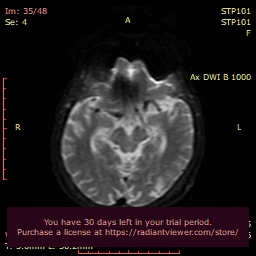 Im: 35/48
Se: 4
A
STP101
STP101
F
Ax DWI B 1000
R
L
You have 30 days left in your trial period.
Purchase a license at https://radiantviewer.com/store/